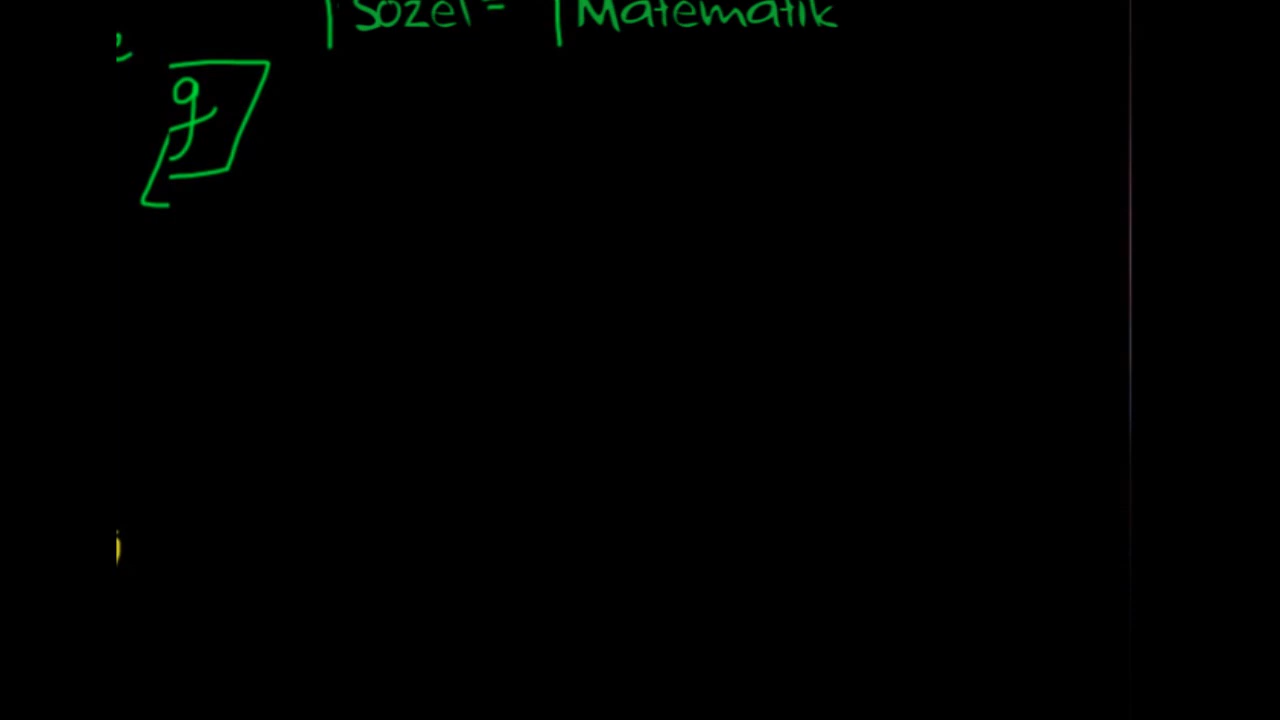 | Sözel = | Matematik
g